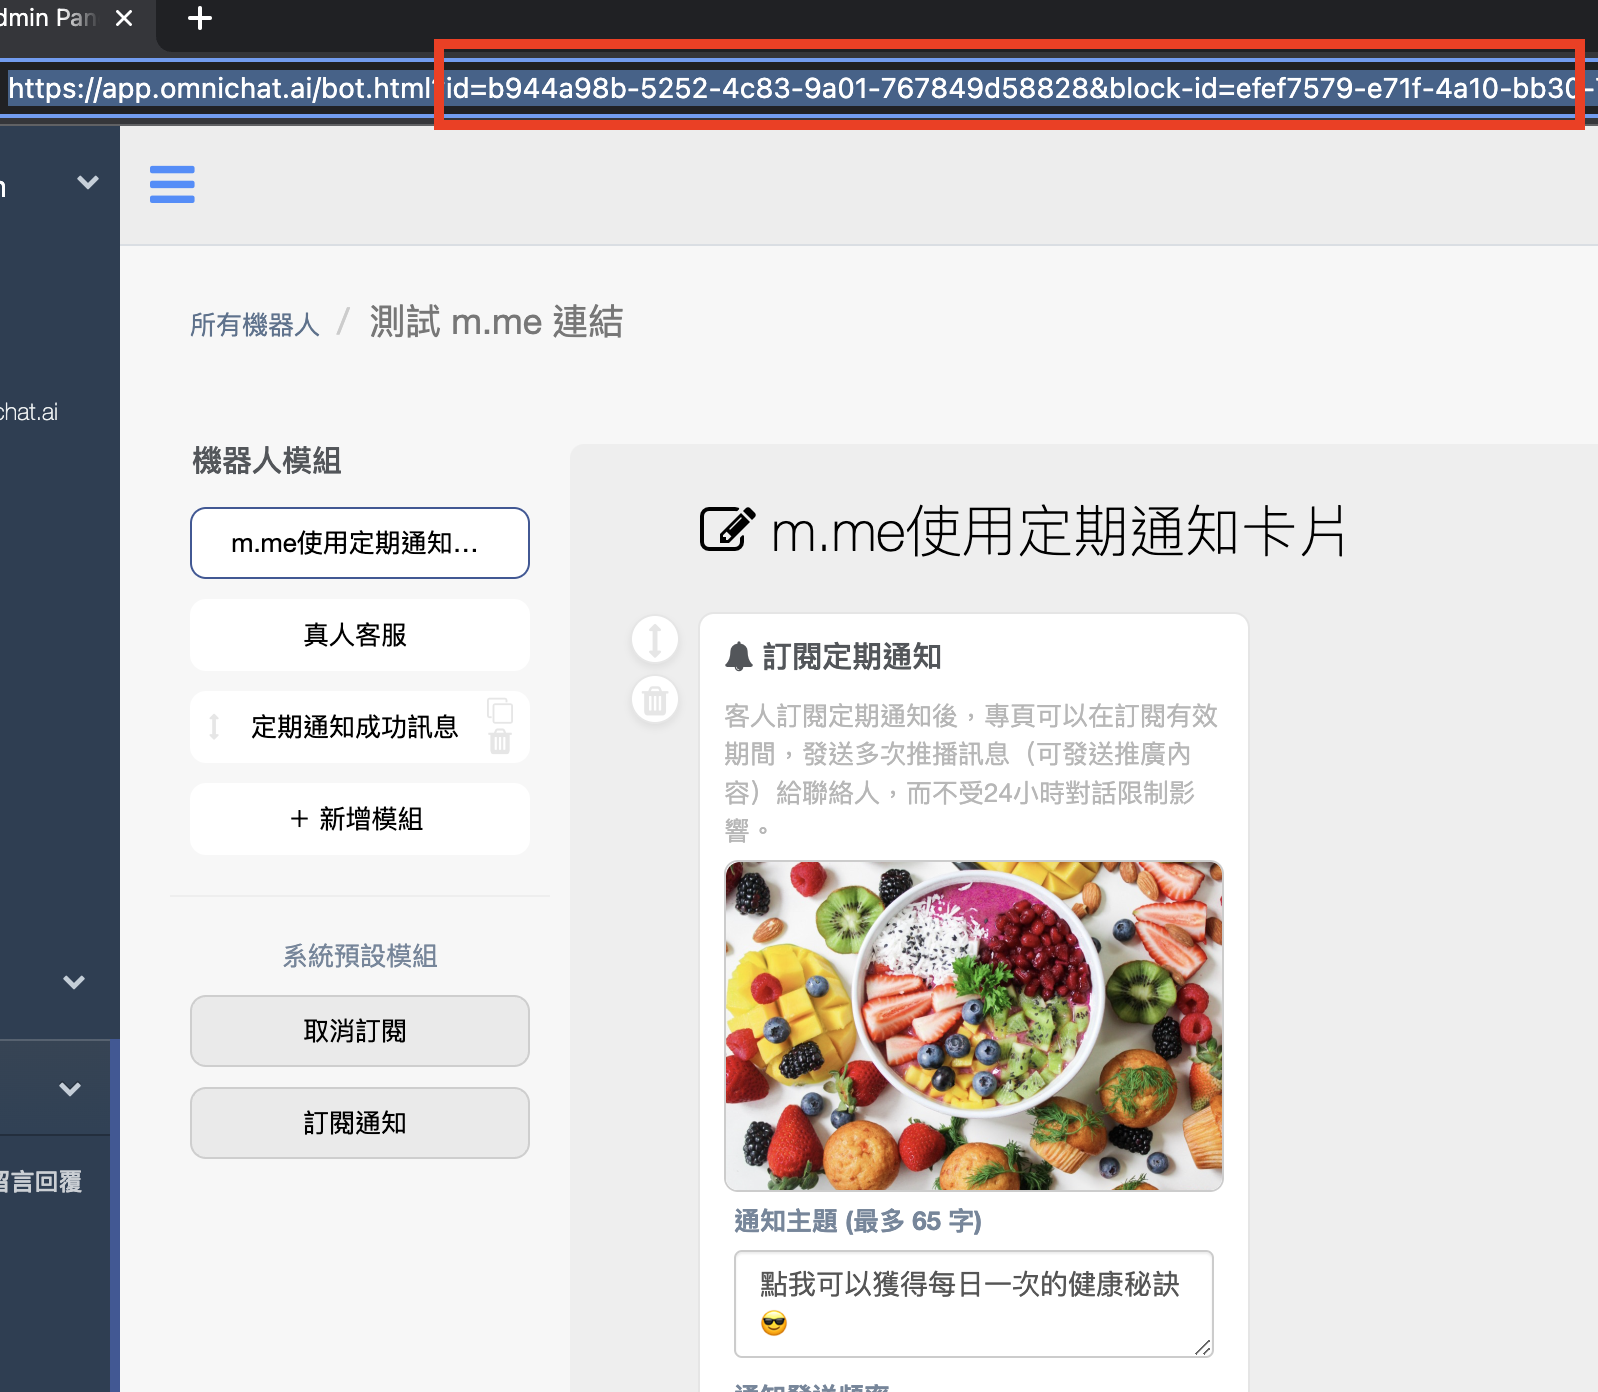 dmin Pan
https://app.omnichat.ai/bot.html?id=b944a98b-5252-4c83-9a01-767849d58828&block-id=efef7579-e71f-4a10-bb30-
chat.ai
留言回覆
所有機器人 / 測試 m.me 連結
機器人模組
m.me使用定期通知...
真人客服
定期通知成功訊息
+ 新增模組
系統預設模組
取消訂閱
訂閱通知
m.me使用定期通知卡片
訂閱定期通知
客人訂閱定期通知後，專頁可以在訂閱有效
期間，發送多次推播訊息（可發送推廣內
容）給聯絡人，而不受24小時對話限制影
響。
通知主題 (最多 65 字)
點我可以獲得每日一次的健康秘訣
😎
通知發送頻率